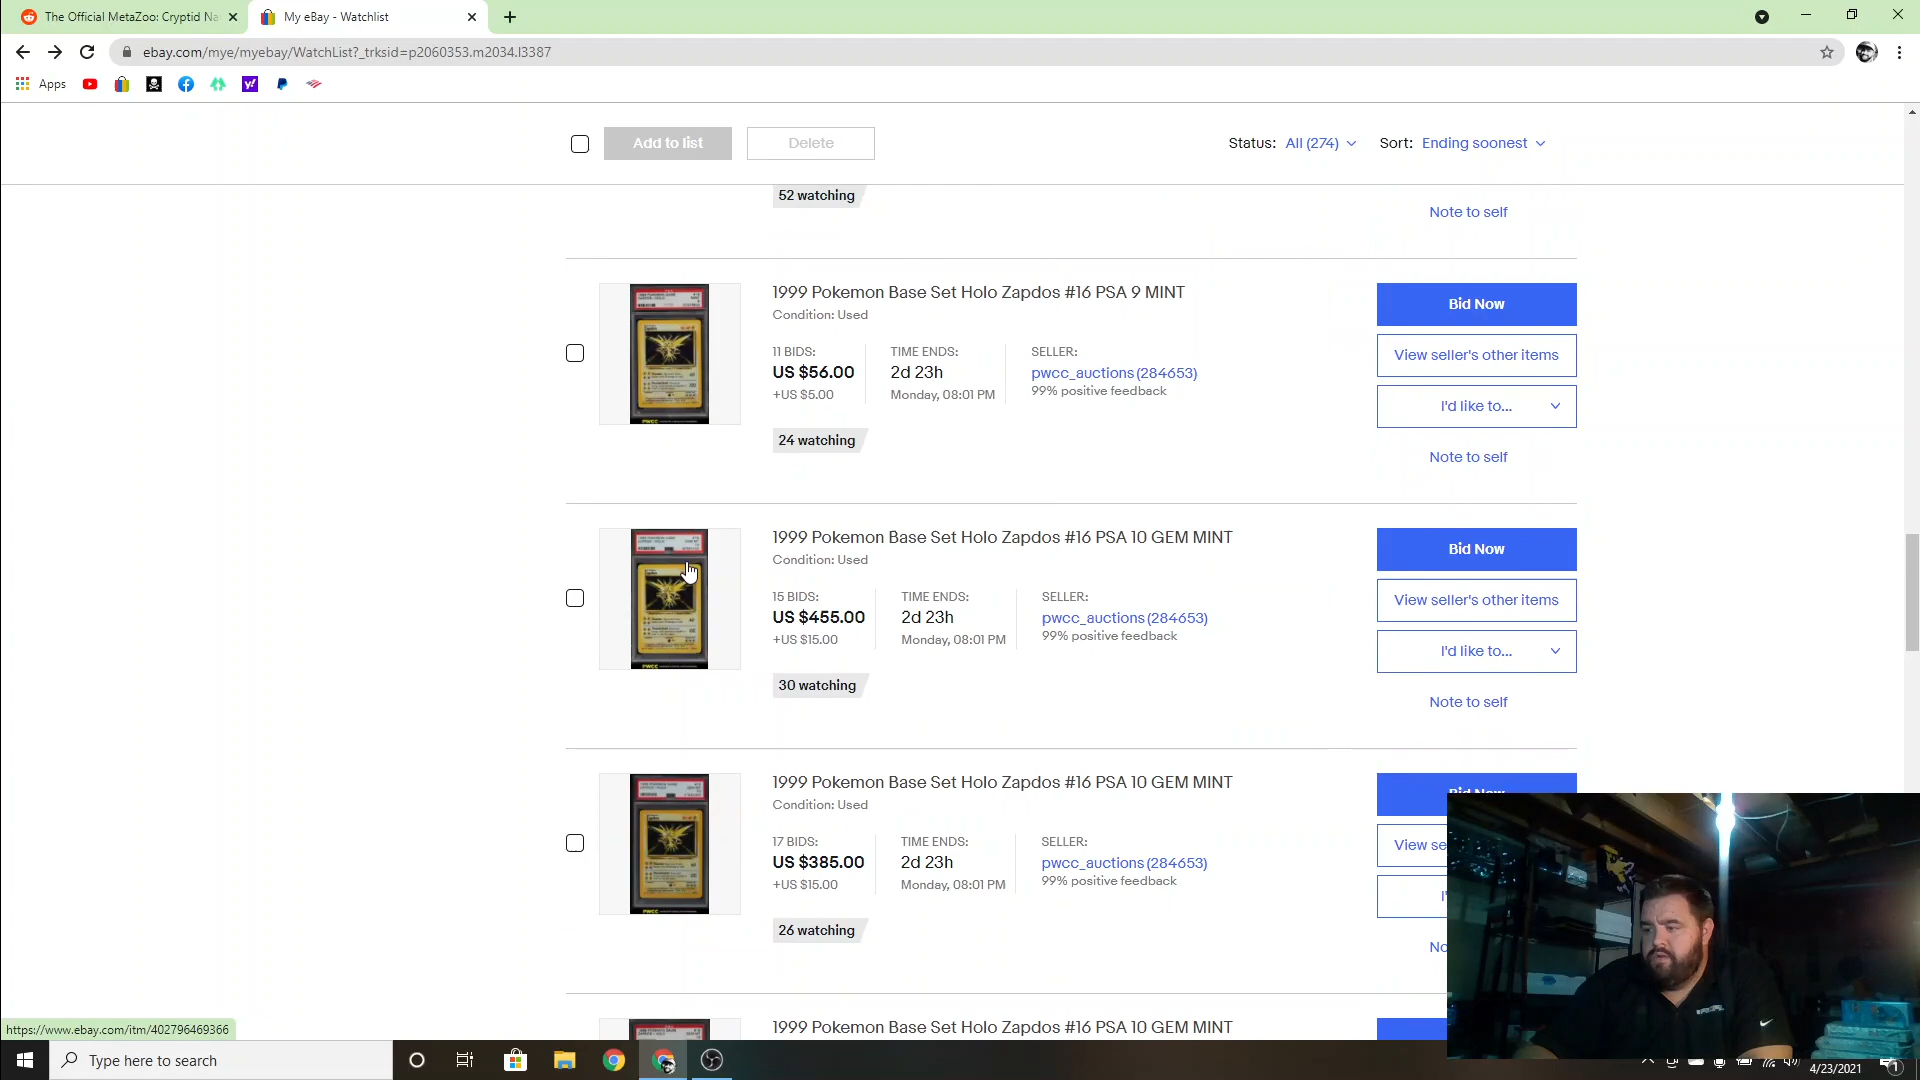 The Official MetaZoo: Cryptid Na
My eBay - Watchlist
ebay.com/mye/myebay/WatchList?_trksid=p2060353.m2034.l3387
Apps
Add to list
Delete
Status: All (274)
Sort: Ending soonest
52 watching
Note to self
1999 Pokemon Base Set Holo Zapdos #16 PSA 9 MINT
Condition: Used
11 BIDS:
US $56.00
+US $5.00
TIME ENDS:
2d 23h
Monday, 08:01 PM
SELLER:
pwcc_auctions (284653)
99% positive feedback
24 watching
Bid Now
View seller's other items
I'd like to...
Note to self
1999 Pokemon Base Set Holo Zapdos #16 PSA 10 GEM MINT
Condition: Used
15 BIDS:
US $455.00
+US $15.00
TIME ENDS:
2d 23h
Monday, 08:01 PM
SELLER:
pwcc_auctions (284653)
99% positive feedback
30 watching
Bid Now
View seller's other items
I'd like to...
Note to self
1999 Pokemon Base Set Holo Zapdos #16 PSA 10 GEM MINT
Condition: Used
17 BIDS:
US $385.00
+US $15.00
TIME ENDS:
2d 23h
Monday, 08:01 PM
SELLER:
pwcc_auctions (284653)
99% positive feedback
26 watching
Bid Now
View se
I'
No
1999 Pokemon Base Set Holo Zapdos #16 PSA 10 GEM MINT
https://www.ebay.com/itm/402796469366
Type here to search
4/23/2021
1